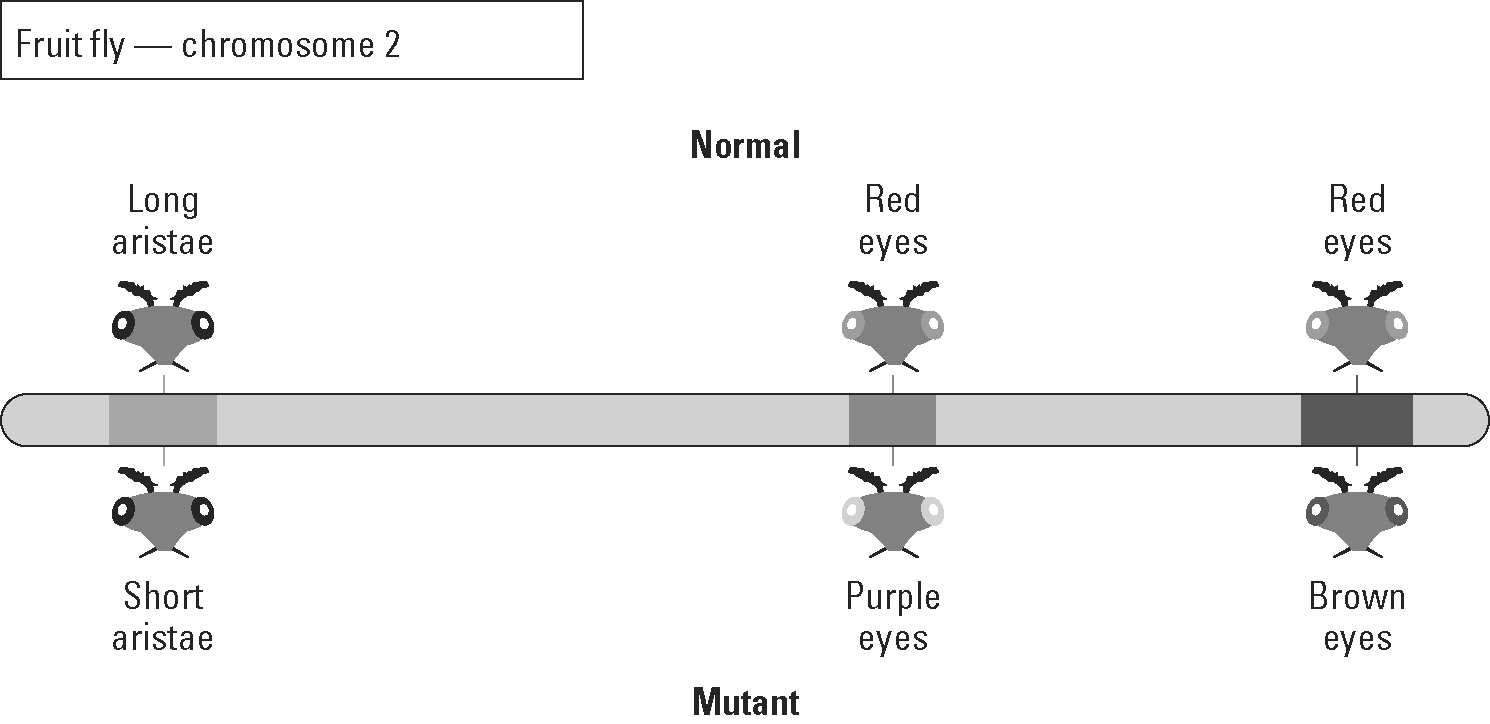 Fruit fly — chromosome 2
Normal
Long
aristae
Red
eyes
Red
eyes
Short
aristae
Purple
eyes
Brown
eyes
Mutant